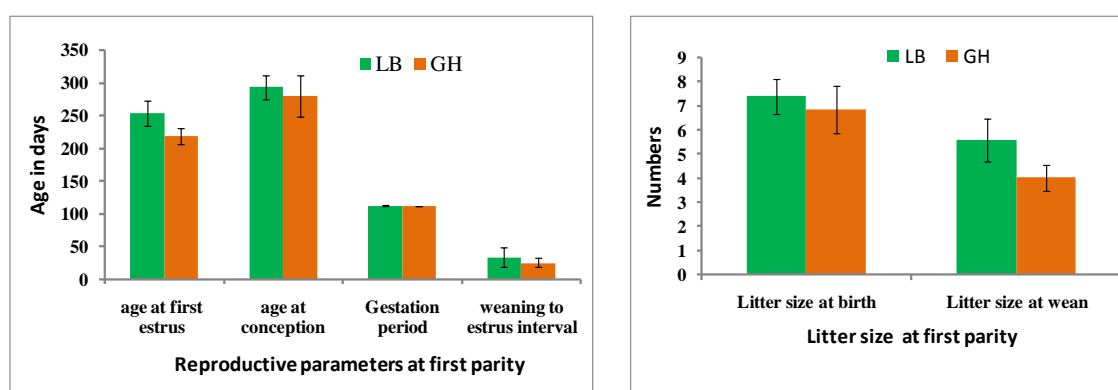 350
300
250
200
150
100
50
0
Age in days
LB GH
age at first
estrus
age at
conception
Gestation
period
weaning to
estrus interval
Reproductive parameters at first parity
9
8
7
6
5
4
3
2
1
0
Numbers
LB GH
Litter size at birth
Litter size at wean
Litter size at first parity